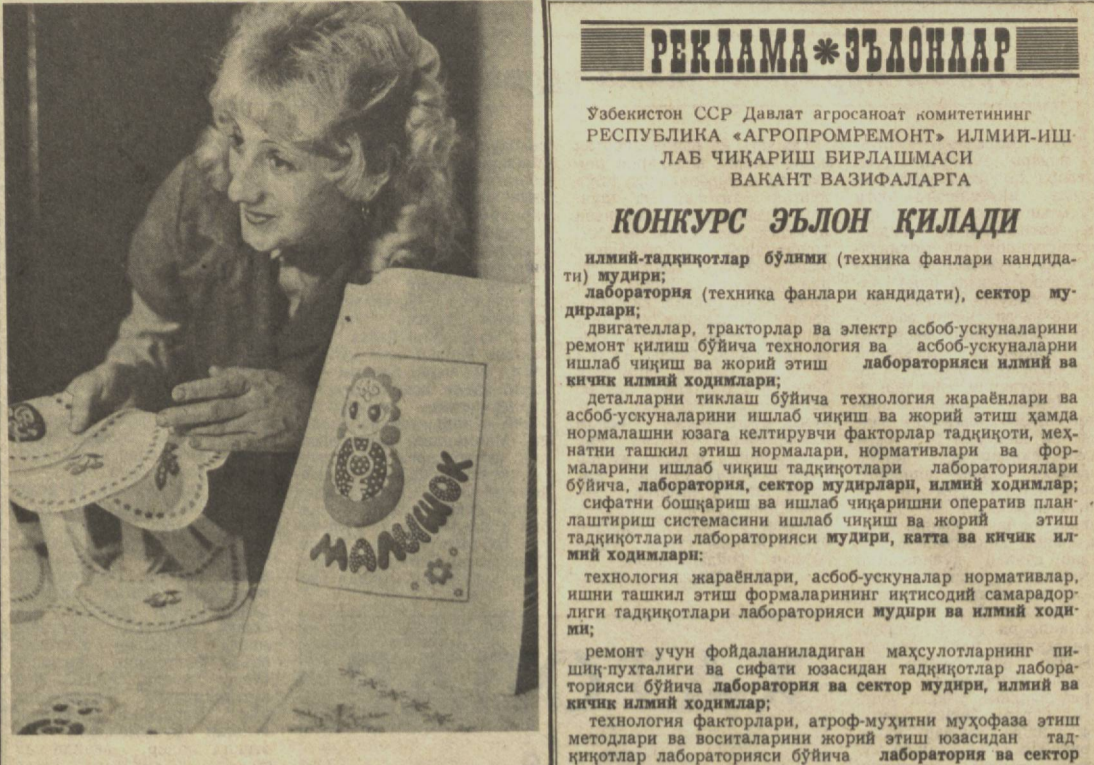 МАЛЫШОК
РЕКЛАМА * ЭЪЛОНЛАР
Ўзбекистон ССР Давлат агросаноат комитетининг
РЕСПУБЛИКА «АГРОПРОМРЕМОНТ» ИЛМИЙ-ИШ-
ЛАБ ЧИҚАРИШ БИРЛАШМАСИ
ВАКАНТ ВАЗИФАЛАРГА
КОНКУРС ЭЪЛОН ҚИЛАДИ
илмий-тадқиқотлар бўлими (техника фанлари кандида-
ти) мудири;
лаборатория (техника фанлари кандидати), сектор му-
дирлари;
двигателлар, тракторлар ва электр асбоб-ускуналарини
ремонт қилиш бўйича технология ва асбоб-ускуналарни
ишлаб чиқиш ва жорий этиш лабораторияси илмий ва
кичик илмий ходимлари;
деталларни тиклаш бўйича технология жараёнлари ва
асбоб-ускуналарини ишлаб чиқиш ва жорий этиш ҳамда
нормалашни юзага келтирувчи факторлар тадқиқоти, меҳ-
натни ташкил этиш нормалари, нормативлари ва фор-
маларини ишлаб чиқиш тадқиқотлари лабораториялари
бўйича, лаборатория, сектор мудирлари, илмий ходимлар;
сифатни бошқариш ва ишлаб чиқаришни оператив план-
лаштириш системасини ишлаб чиқиш ва жорий этиш
тадқиқотлари лабораторияси мудири, катта ва кичик ил-
мий ходимлари:
технология жараёнлари, асбоб-ускуналар нормативлар,
ишни ташкил этиш формаларининг иқтисодий самарадор-
лиги тадқиқотлари лабораторияси мудири ва илмий ходи-
ми;
ремонт учун фойдаланиладиган маҳсулотларнинг пи-
шиқ-пухталиги ва сифати юзасидан тадқиқотлар лабора-
торияси бўйича лаборатория ва сектор мудири, илмий ва
кичик илмий ходимлар;
технология факторлари, атроф-муҳитни муҳофаза этиш
методлари ва воситаларини жорий этиш юзасидан тад-
қиқотлар лабораторияси бўйича лаборатория ва сектор